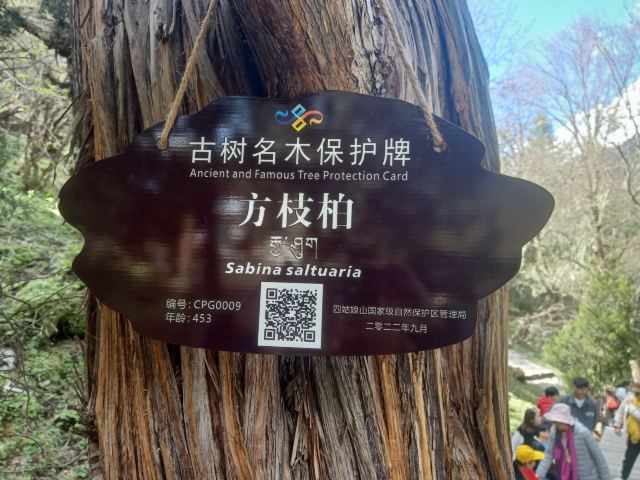 古树名木保护牌
Ancient and Famous Tree Protection Card
方枝柏
Sabina saltuaria
编号: CPG0009
年龄: 453
四姑娘山国家级自然保护区管理局
二零二二年九月